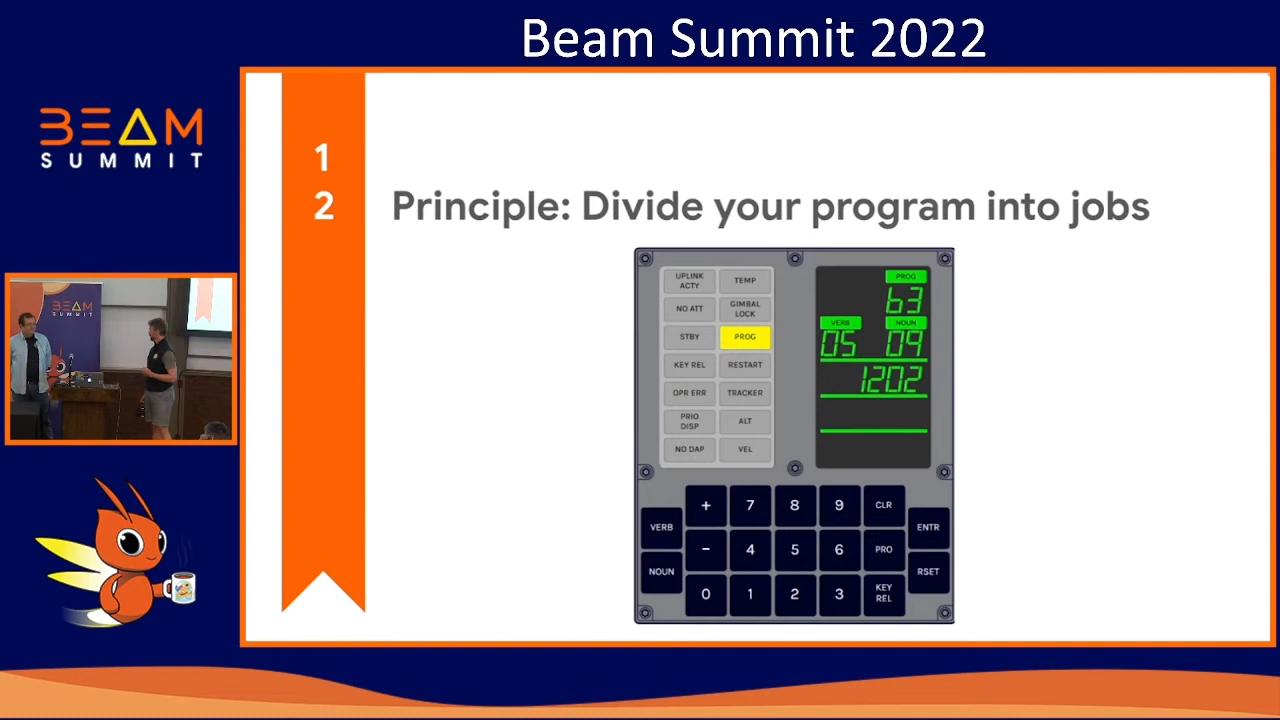 Beam Summit 2022
BEAM
SUMMIT
1
2
Principle: Divide your program into jobs
UPLINK
ACTY
TEMP
NO ATT
GIMBAL
LOCK
STBY
PROG
KEY REL
RESTART
OPR ERR
TRACKER
PRIO
DISP
ALT
NO DAP
VEL
PROG
63
VERB
NOUN
05
09
1202
VERB
NOUN
+
7
8
9
CLR
-
4
5
6
PRO
0
1
2
3
KEY
REL
ENTR
RSET
BEAM
SUMMIT